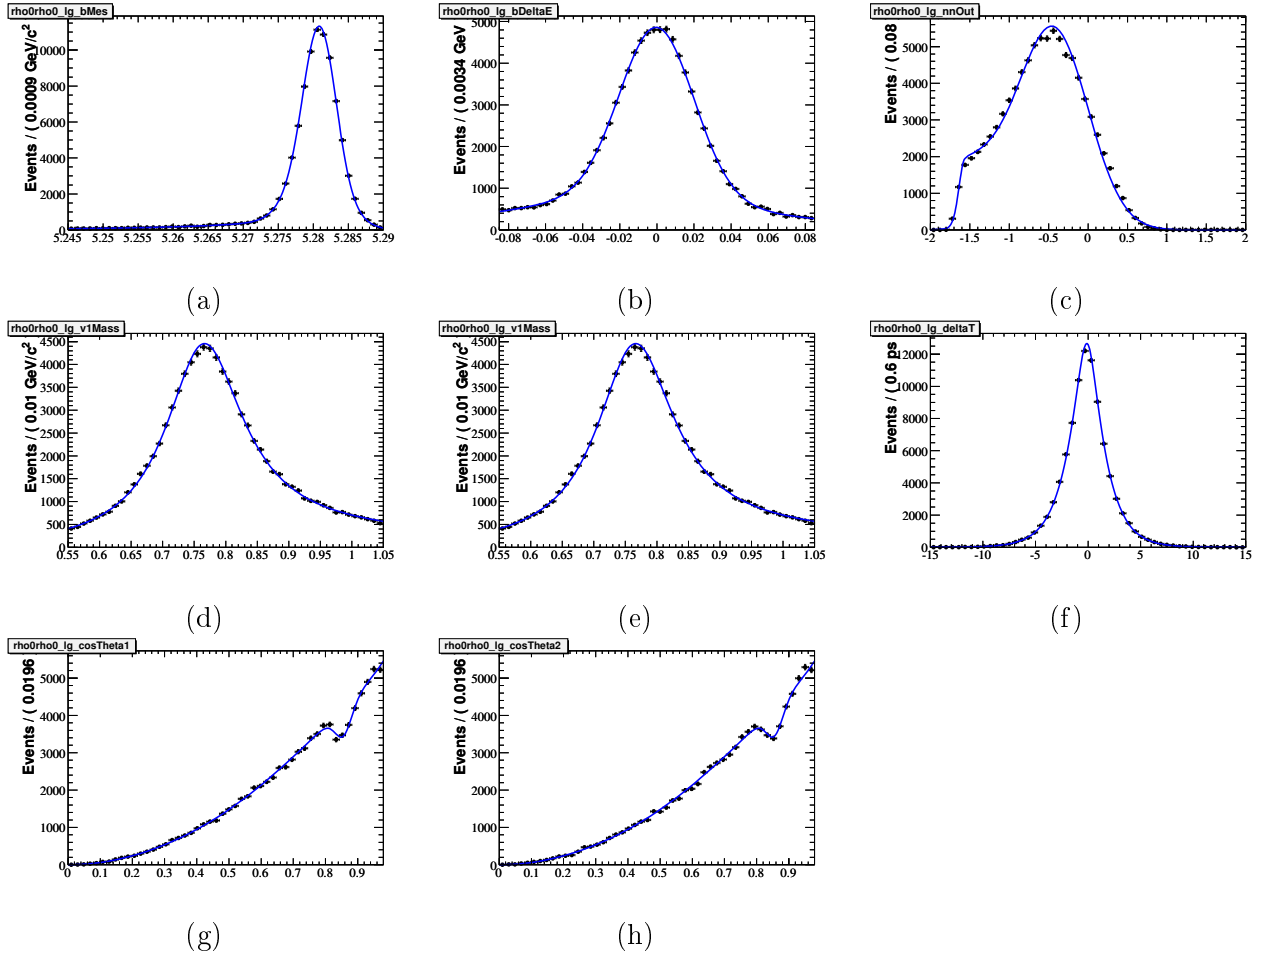 rho0rho0_lg_bMes
Events / ( 0.0009 GeV/c²
10000
8000
6000
4000
2000
0
5.245 5.25 5.255 5.26 5.265 5.27 5.275 5.28 5.285 5.29
(a)
rho0rho0_lg_bDeltaE
Events / ( 0.0034 GeV
5000
4000
3000
2000
1000
0
-0.08 -0.06 -0.04 -0.02 0 0.02 0.04 0.06 0.08
(b)
rho0rho0_lg_nnOut
Events / ( 0.08
5000
4000
3000
2000
1000
0
-2 -1.5 -1 -0.5 0 0.5 1 1.5 2
(c)
rho0rho0_lg_v1Mass
Events / ( 0.01 GeV/c²
4500
4000
3500
3000
2500
2000
1500
1000
500
0
0.55 0.6 0.65 0.7 0.75 0.8 0.85 0.9 0.95 1 1.05
(d)
rho0rho0_lg_v1Mass
Events / ( 0.01 GeV/c²
4500
4000
3500
3000
2500
2000
1500
1000
500
0
0.55 0.6 0.65 0.7 0.75 0.8 0.85 0.9 0.95 1 1.05
(e)
rho0rho0_lg_deltaT
Events / ( 0.6 ps
12000
10000
8000
6000
4000
2000
0
-15 -10 -5 0 5 10 15
(f)
rho0rho0_lg_cosTheta1
Events / ( 0.0196
5000
4000
3000
2000
1000
0
0 0.1 0.2 0.3 0.4 0.5 0.6 0.7 0.8 0.9
(g)
rho0rho0_lg_cosTheta2
Events / ( 0.0196
5000
4000
3000
2000
1000
0
0 0.1 0.2 0.3 0.4 0.5 0.6 0.7 0.8 0.9
(h)